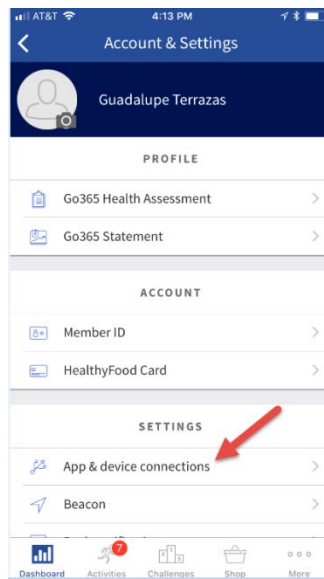 AT&T 4:13 PM
Account & Settings
Guadalupe Terrazas
PROFILE
Go365 Health Assessment
Go365 Statement
ACCOUNT
Member ID
HealthyFood Card
SETTINGS
App & device connections
Beacon
7
Dashboard Activities Challenges Shop More